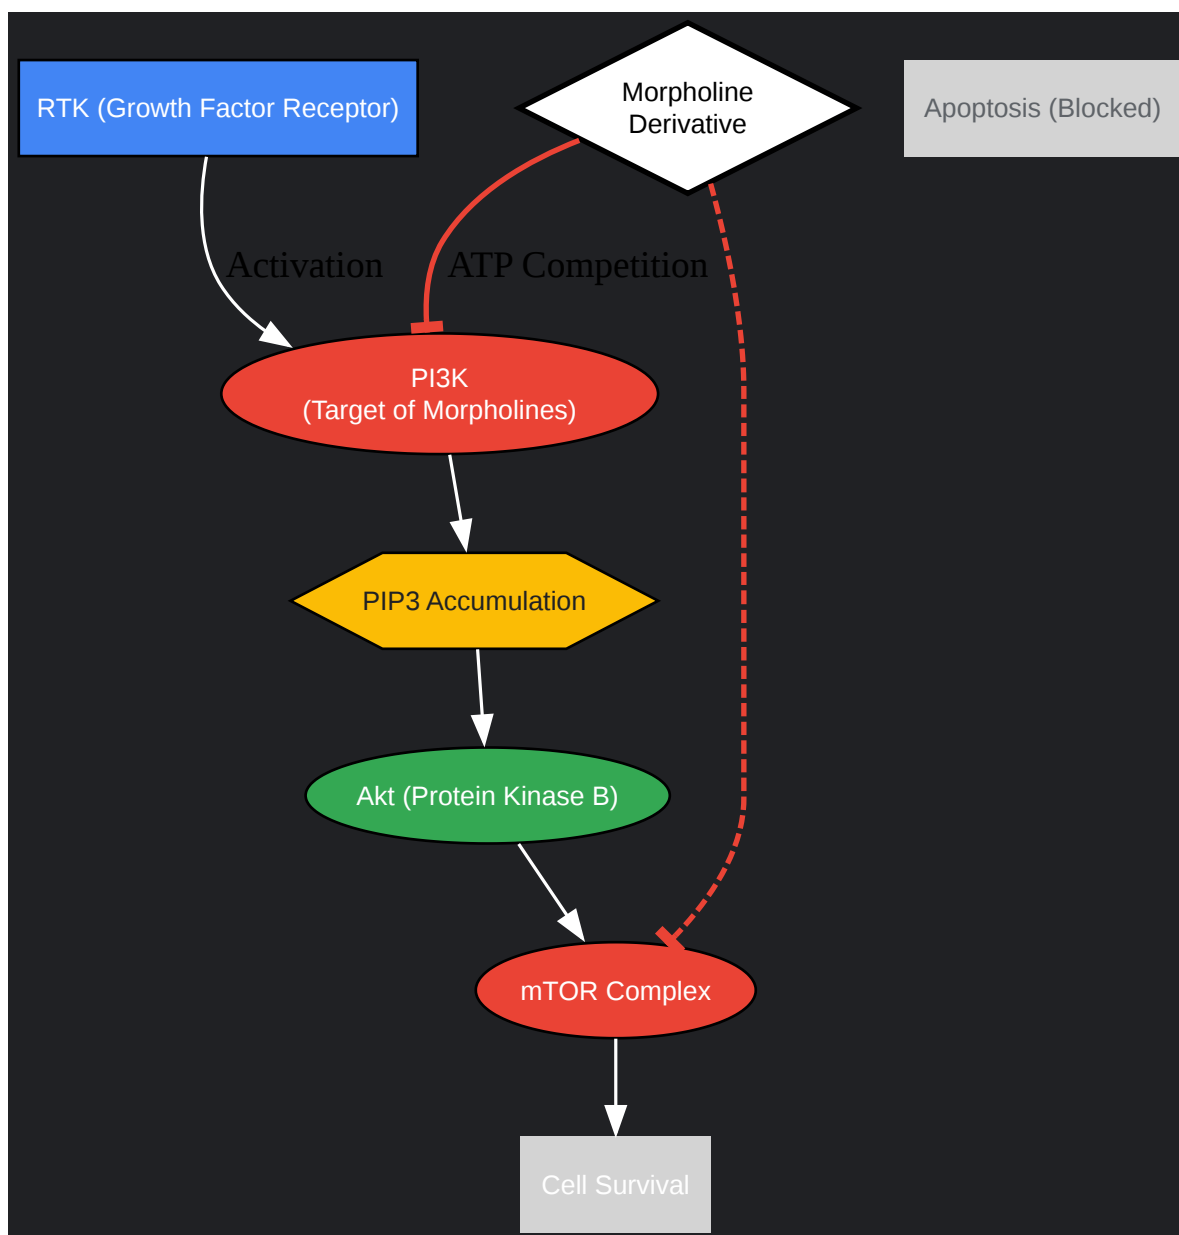 RTK (Growth Factor Receptor)
Morpholine
Derivative
Apoptosis (Blocked)
Activation
ATP Competition
PI3K
(Target of Morpholines)
PIP3 Accumulation
Akt (Protein Kinase B)
mTOR Complex
Cell Survival